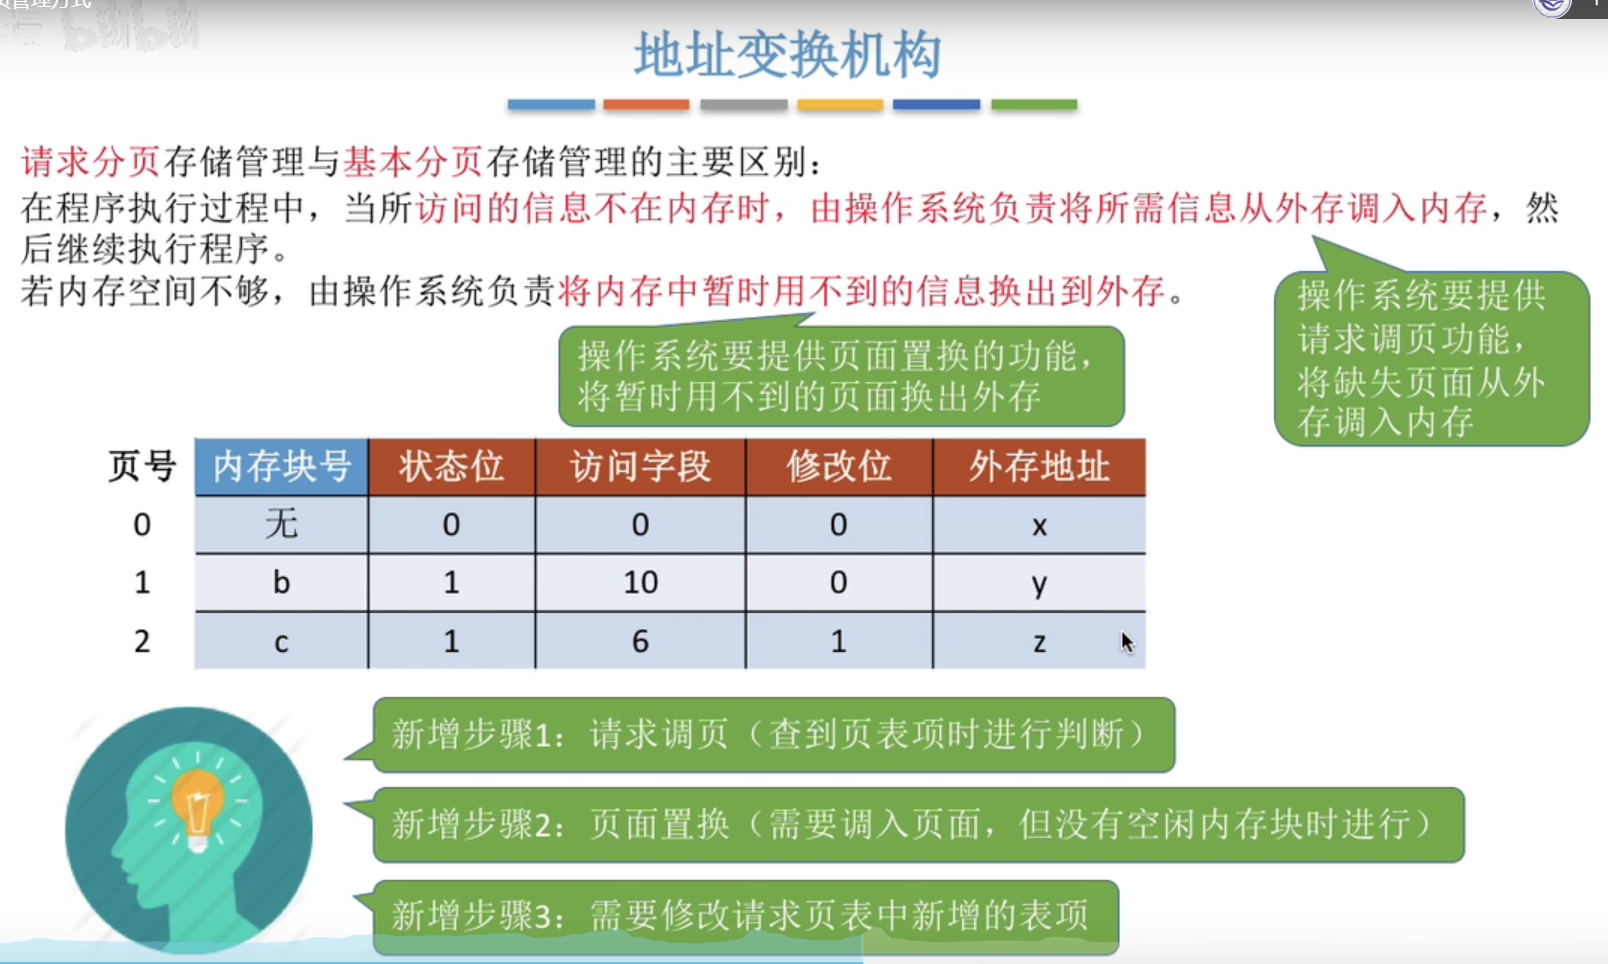 管理方式
bilibili
地址变换机构
请求分页存储管理与基本分页存储管理的主要区别：
在程序执行过程中，当所访问的信息不在内存时，由操作系统负责将所需信息从外存调入内存，然
后继续执行程序。
若内存空间不够，由操作系统负责将内存中暂时用不到的信息换出到外存。
操作系统要提供
请求调页功能，
将缺失页面从外
存调入内存
操作系统要提供页面置换的功能，
将暂时用不到的页面换出外存
页号 内存块号 状态位 访问字段 修改位 外存地址
0 无 0 0 0 x
1 b 1 10 0 y
2 c 1 6 1 z
新增步骤1：请求调页（查到页表项时进行判断）
新增步骤2：页面置换（需要调入页面，但没有空闲内存块时进行）
新增步骤3：需要修改请求页表中新增的表项